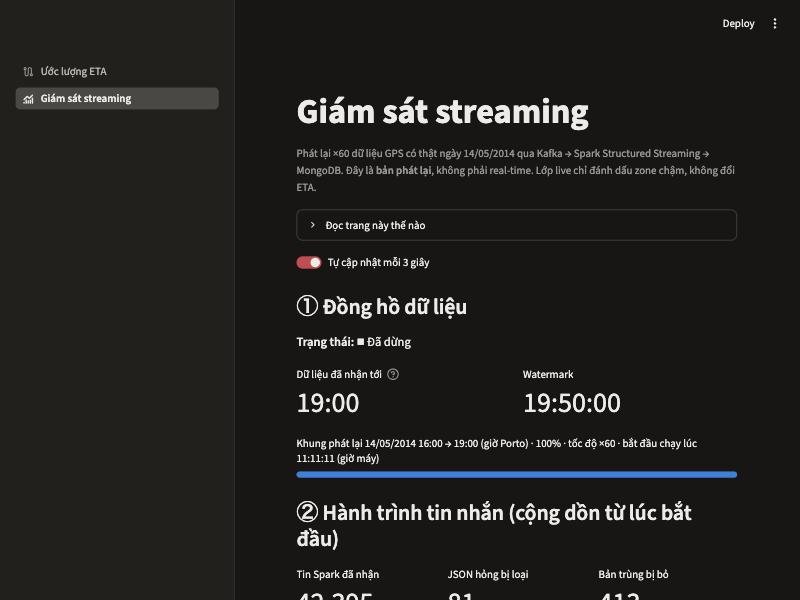 Deploy
Ước lượng ETA
Giám sát streaming
Giám sát streaming
Phát lại ×60 dữ liệu GPS có thật ngày 14/05/2014 qua Kafka → Spark Structured Streaming →
MongoDB. Đây là bản phát lại, không phải real-time. Lớp live chỉ đánh dấu zone chậm, không đổi
ETA.
Đọc trang này thế nào
Tự cập nhật mỗi 3 giây
① Đồng hồ dữ liệu
Trạng thái: ■ Đã dừng
Dữ liệu đã nhận tới
Watermark
19:00
19:50:00
Khung phát lại 14/05/2014 16:00 → 19:00 (giờ Porto) · 100% · tốc độ ×60 · bắt đầu chạy lúc
11:11:11 (giờ máy)
② Hành trình tin nhắn (cộng dồn từ lúc bắt
đầu)
Tin Spark đã nhận
JSON hỏng bị loại
Bản trùng bị bỏ